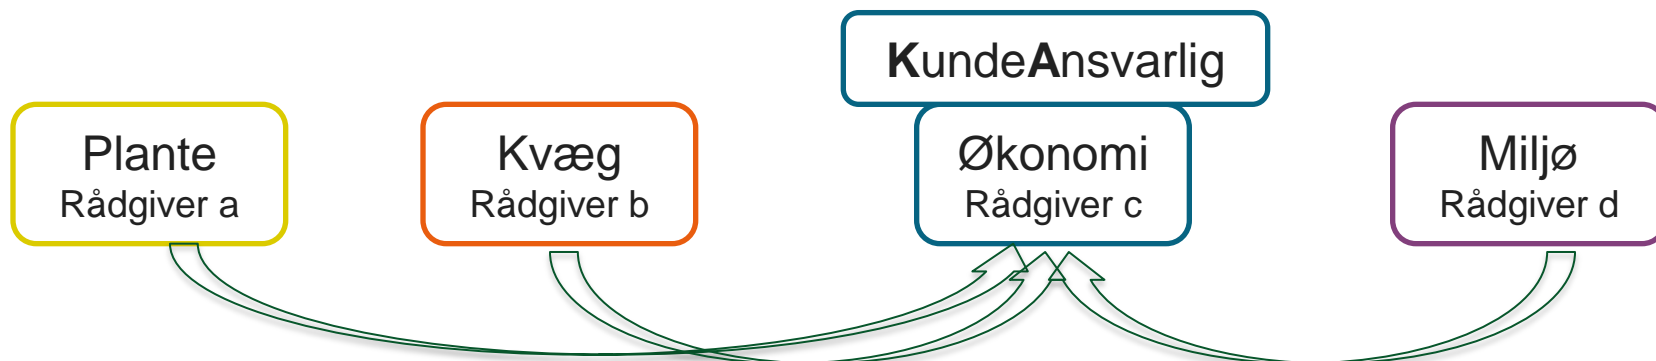 KundeAnsvarlig
Plante
Rådgiver a
Kvæg
Rådgiver b
Økonomi
Rådgiver c
Miljø
Rådgiver d